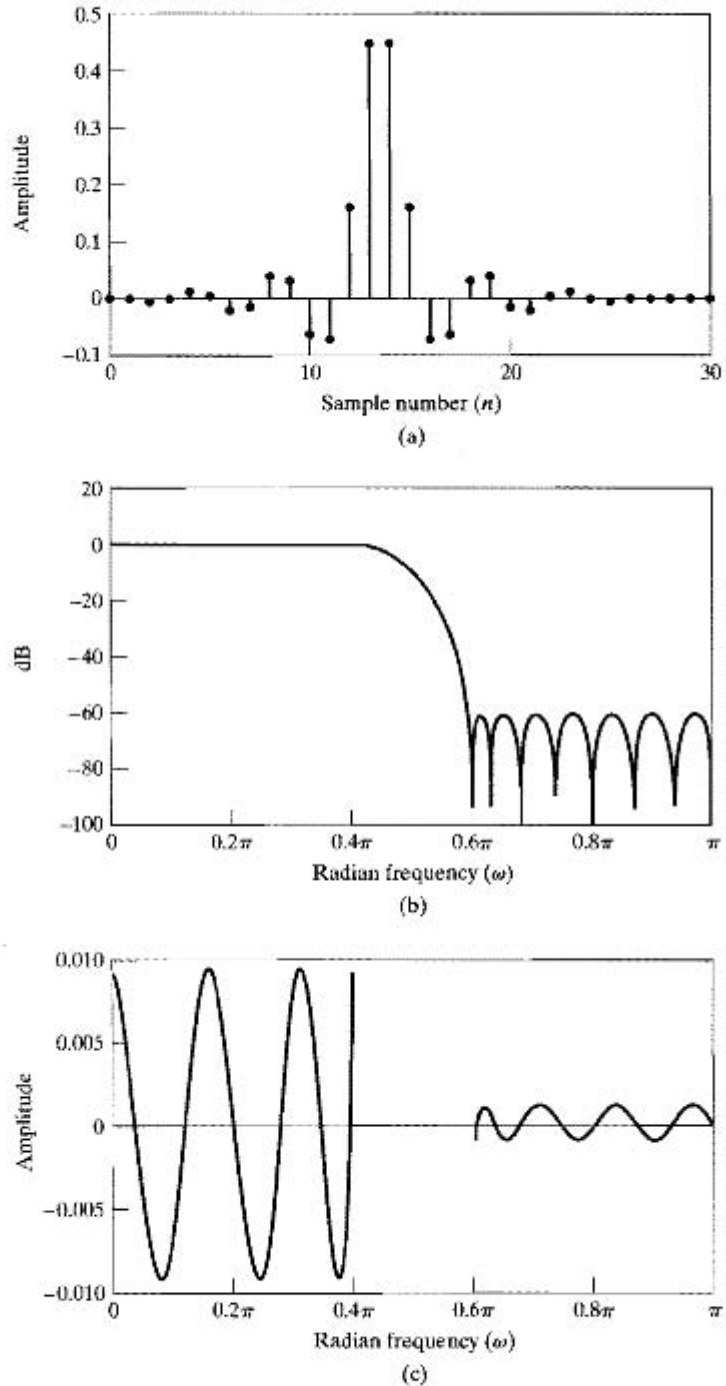 0.5
0.4
0.3
0.2
0.1
0
−0.1
Amplitude
0
10
20
30
Sample number (n)
(a)
20
0
−20
−40
−60
−80
−100
dB
0
0.2π
0.4π
0.6π
0.8π
π
Radian frequency (ω)
(b)
0.010
0.005
0
−0.005
−0.010
Amplitude
0
0.2π
0.4π
0.6π
0.8π
π
Radian frequency (ω)
(c)